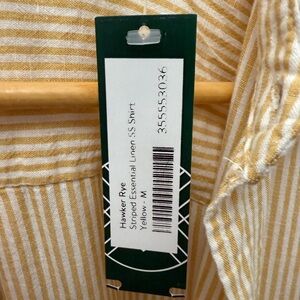 Hawker Rye
Striped Essential Linen SS Shirt
Yellow - M
355553036